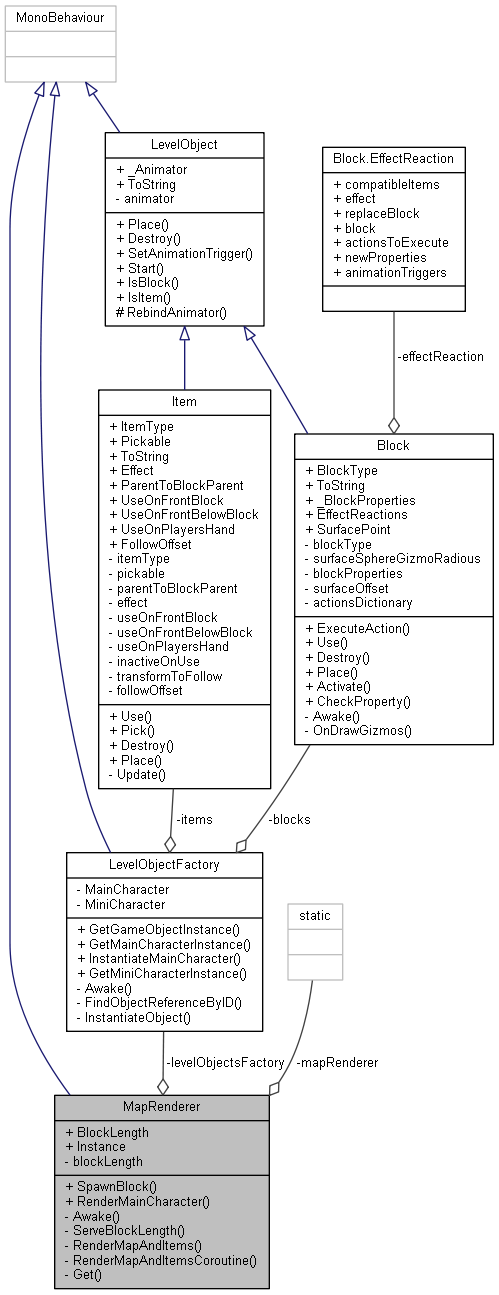 MonoBehaviour
LevelObject
+ _Animator
+ ToString
- animator
+ Place()
+ Destroy()
+ SetAnimationTrigger()
+ Start()
+ IsBlock()
+ IsItem()
# RebindAnimator()
Block.EffectReaction
+ compatibleItems
+ effect
+ replaceBlock
+ block
+ actionsToExecute
+ newProperties
+ animationTriggers
-effectReaction
Item
+ ItemType
+ Pickable
+ ToString
+ Effect
+ ParentToBlockParent
+ UseOnFrontBlock
+ UseOnFrontBelowBlock
+ UseOnPlayersHand
+ FollowOffset
- itemType
- pickable
- parentToBlockParent
- effect
- useOnFrontBlock
- useOnFrontBelowBlock
- useOnPlayersHand
- inactiveOnUse
- transformToFollow
- followOffset
+ Use()
+ Pick()
+ Destroy()
+ Place()
- Update()
Block
+ BlockType
+ ToString
+ _BlockProperties
+ EffectReactions
+ SurfacePoint
- blockType
- surfaceSphereGizmoRadious
- blockProperties
- surfaceOffset
- actionsDictionary
+ ExecuteAction()
+ Use()
+ Destroy()
+ Place()
+ Activate()
+ CheckProperty()
- Awake()
- OnDrawGizmos()
-items
-blocks
LevelObjectFactory
- MainCharacter
- MiniCharacter
+ GetGameObjectInstance()
+ GetMainCharacterInstance()
+ InstantiateMainCharacter()
+ GetMiniCharacterInstance()
- Awake()
- FindObjectReferenceByID()
- InstantiateObject()
static
-levelObjectsFactory
-mapRenderer
MapRenderer
+ BlockLength
+ Instance
- blockLength
+ SpawnBlock()
+ RenderMainCharacter()
- Awake()
- ServeBlockLength()
- RenderMapAndItems()
- RenderMapAndItemsCoroutine()
- Get()